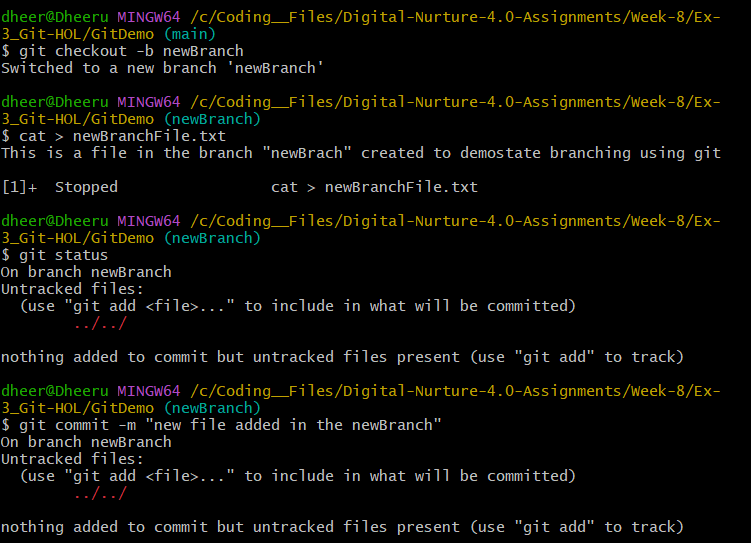 dheer@Dheeru MINGW64 /c/Coding__Files/Digital-Nurture-4.0-Assignments/Week-8/Ex-
3_Git-HOL/GitDemo (main)
$ git checkout -b newBranch
Switched to a new branch 'newBranch'
dheer@Dheeru MINGW64 /c/Coding__Files/Digital-Nurture-4.0-Assignments/Week-8/Ex-
3_Git-HOL/GitDemo (newBranch)
$ cat > newBranchFile.txt
This is a file in the branch "newBrach" created to demostate branching using git
[1]+  Stopped                 cat > newBranchFile.txt
dheer@Dheeru MINGW64 /c/Coding__Files/Digital-Nurture-4.0-Assignments/Week-8/Ex-
3_Git-HOL/GitDemo (newBranch)
$ git status
On branch newBranch
Untracked files:
  (use "git add <file>..." to include in what will be committed)
        ../../
nothing added to commit but untracked files present (use "git add" to track)
dheer@Dheeru MINGW64 /c/Coding__Files/Digital-Nurture-4.0-Assignments/Week-8/Ex-
3_Git-HOL/GitDemo (newBranch)
$ git commit -m "new file added in the newBranch"
On branch newBranch
Untracked files:
  (use "git add <file>..." to include in what will be committed)
        ../../
nothing added to commit but untracked files present (use "git add" to track)